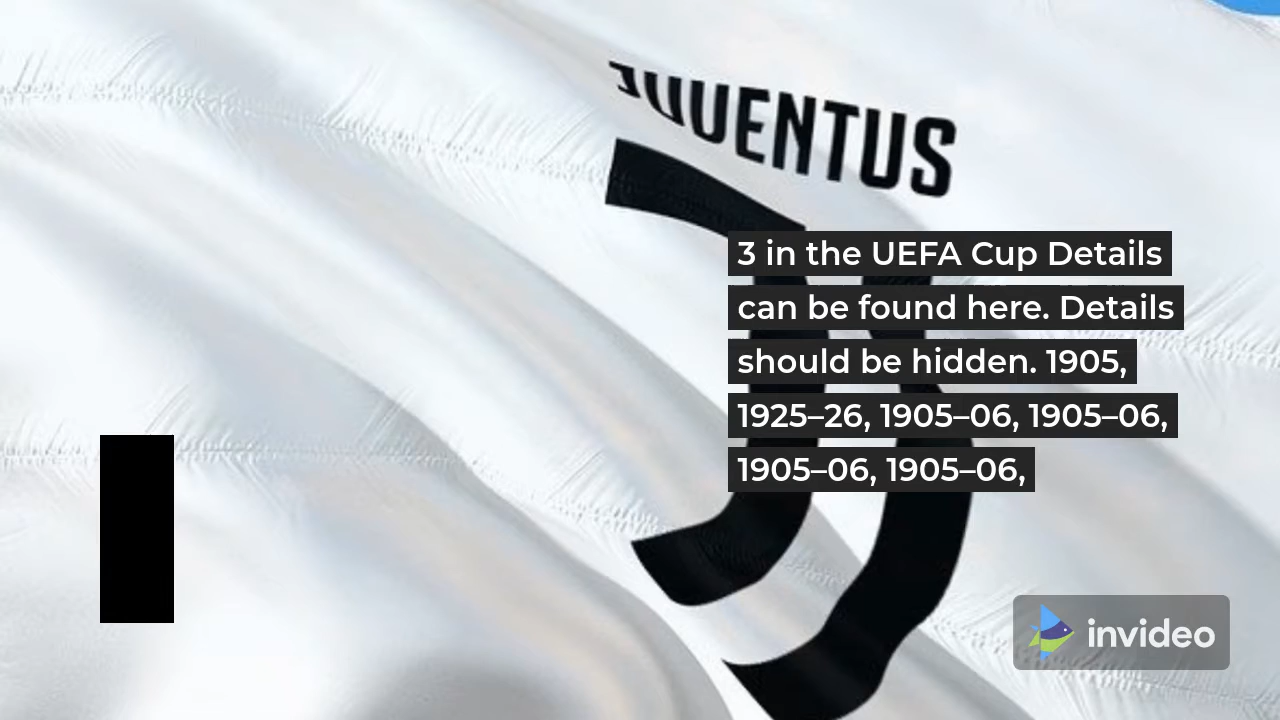 JUVENTUS
3 in the UEFA Cup Details
can be found here. Details
should be hidden. 1905,
1925–26, 1905–06, 1905–06,
1905–06, 1905–06,
invideo